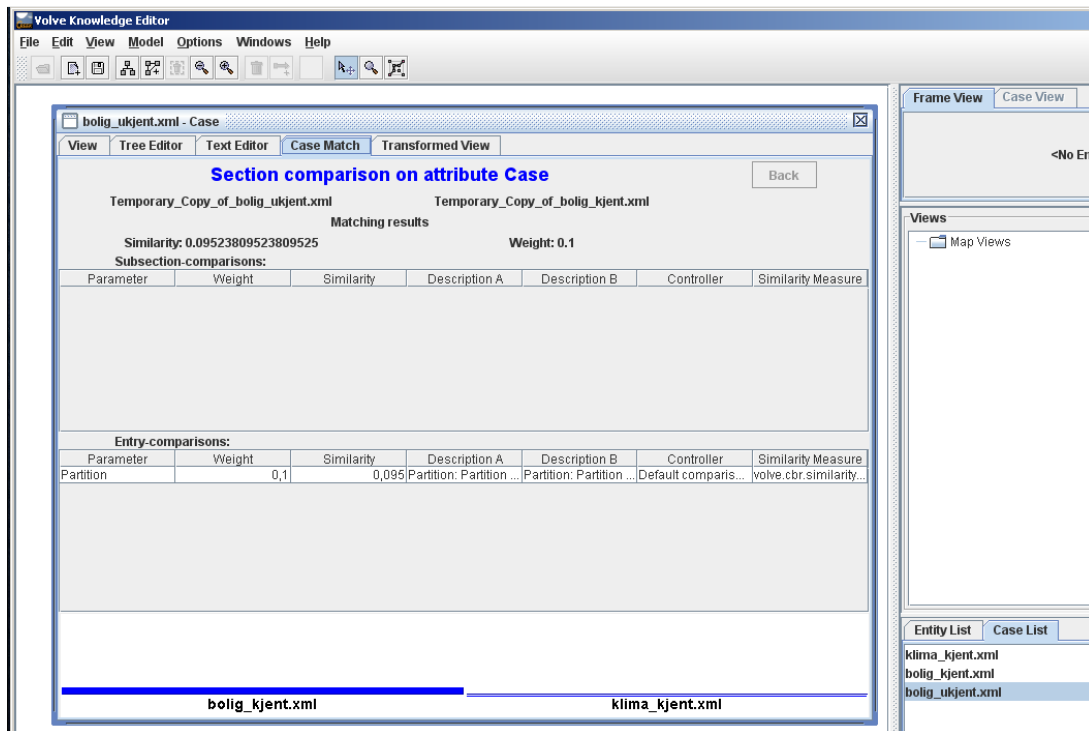 Volve Knowledge Editor
File Edit View Model Options Windows Help
Frame View Case View
<No En
bolig_ukjent.xml - Case
View Tree Editor Text Editor Case Match Transformed View
Section comparison on attribute Case
Back
Temporary_Copy_of_bolig_ukjent.xml Temporary_Copy_of_bolig_kjent.xml
Matching results
Similarity: 0.09523809523809525 Weight: 0.1
Subsection-comparisons:
Parameter Weight Similarity Description A Description B Controller Similarity Measure
Entry-comparisons:
Parameter Weight Similarity Description A Description B Controller Similarity Measure
Partition 0,1 0,095 Partition: Partition ... Partition: Partition ... Default comparis... volve.cbr.similarity...
bolig_kjent.xml klima_kjent.xml
Views
Map Views
Entity List Case List
klima_kjent.xml
bolig_kjent.xml
bolig_ukjent.xml